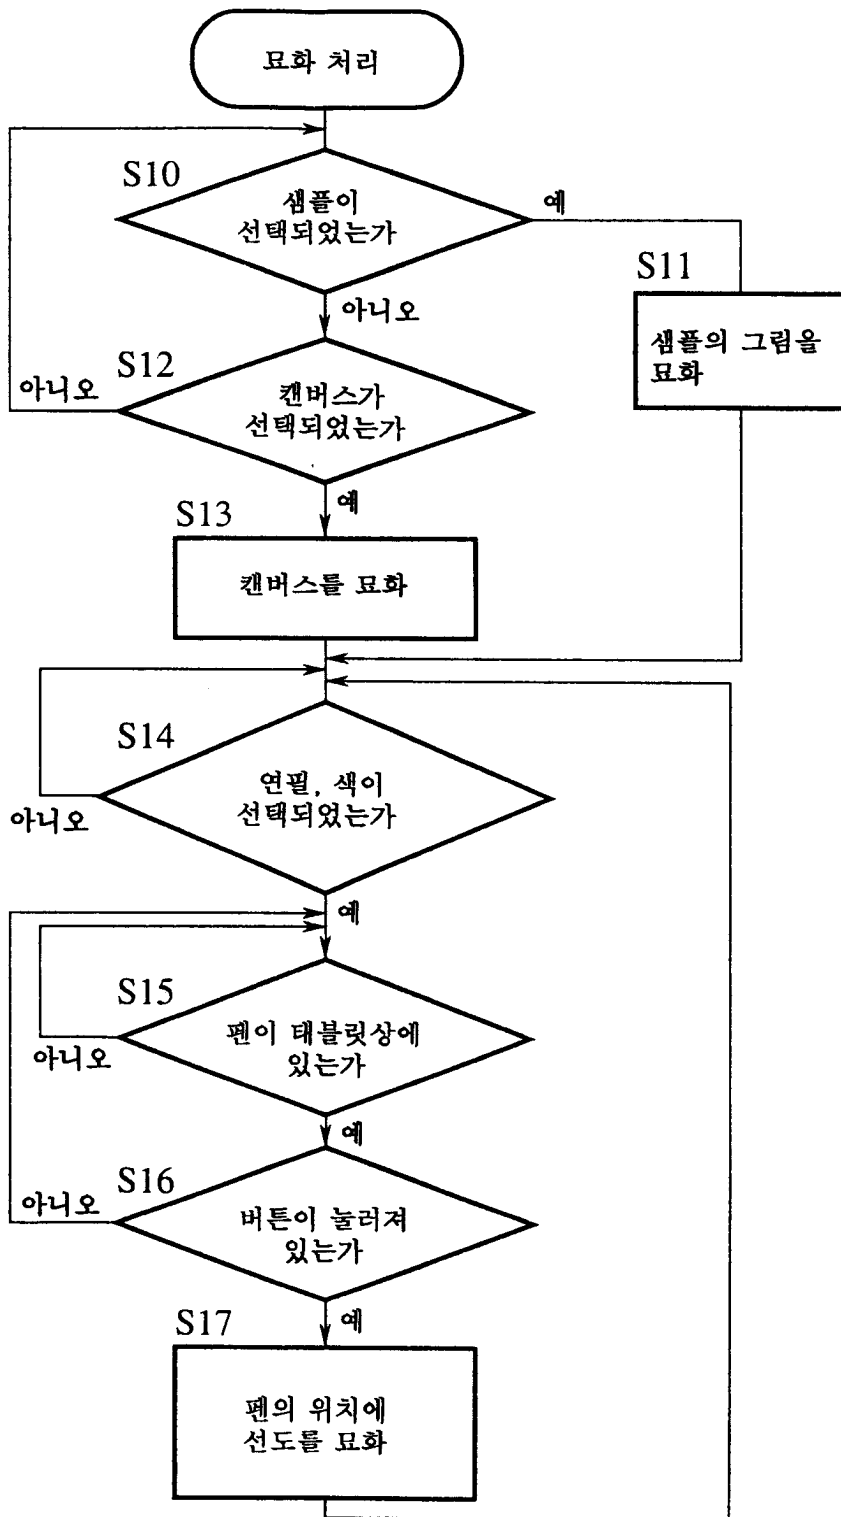 묘화 처리
S10
샘플이
선택되었는가
예
아니오
S11
샘플의 그림을
묘화
S12
캔버스가
선택되었는가
아니오
예
S13
캔버스를 묘화
S14
연필, 색이
선택되었는가
아니오
예
S15
펜이 태블릿상에
있는가
아니오
예
S16
버튼이 눌러져
있는가
아니오
예
S17
펜의 위치에
선도를 묘화